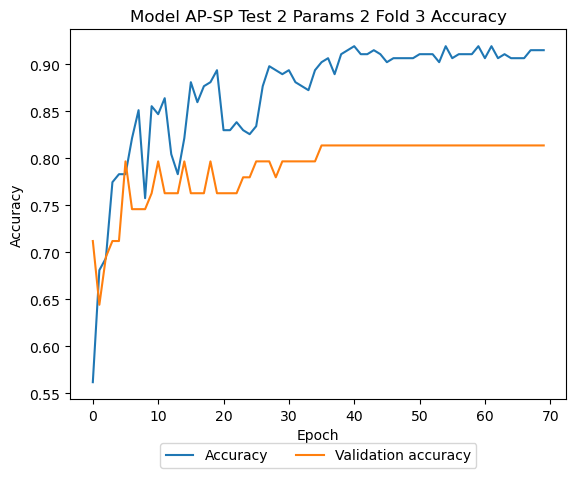 Model AP-SP Test 2 Params 2 Fold 3 Accuracy
0.90
0.85
0.80
0.75
0.70
0.65
0.60
0.55
Accuracy
0 10 20 30 40 50 60 70
Epoch
Accuracy Validation accuracy